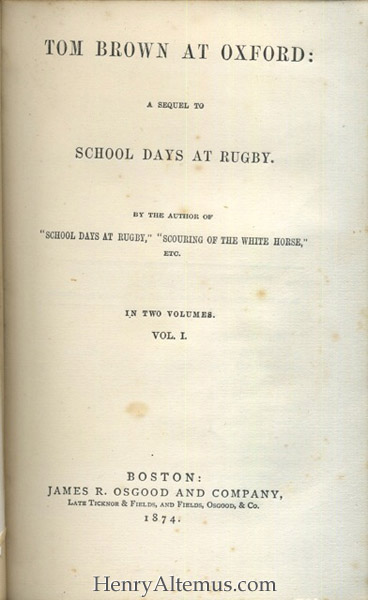 TOM BROWN AT OXFORD:
A SEQUEL TO
SCHOOL DAYS AT RUGBY.
BY THE AUTHOR OF
"SCHOOL DAYS AT RUGBY," "SCOURING OF THE WHITE HORSE,"
ETC.
IN TWO VOLUMES.
VOL. I.
BOSTON:
JAMES R. OSGOOD AND COMPANY,
LATE TICKNOR & FIELDS, AND FIELDS, OSGOOD, & CO.
1874.
HenryAltemus.com